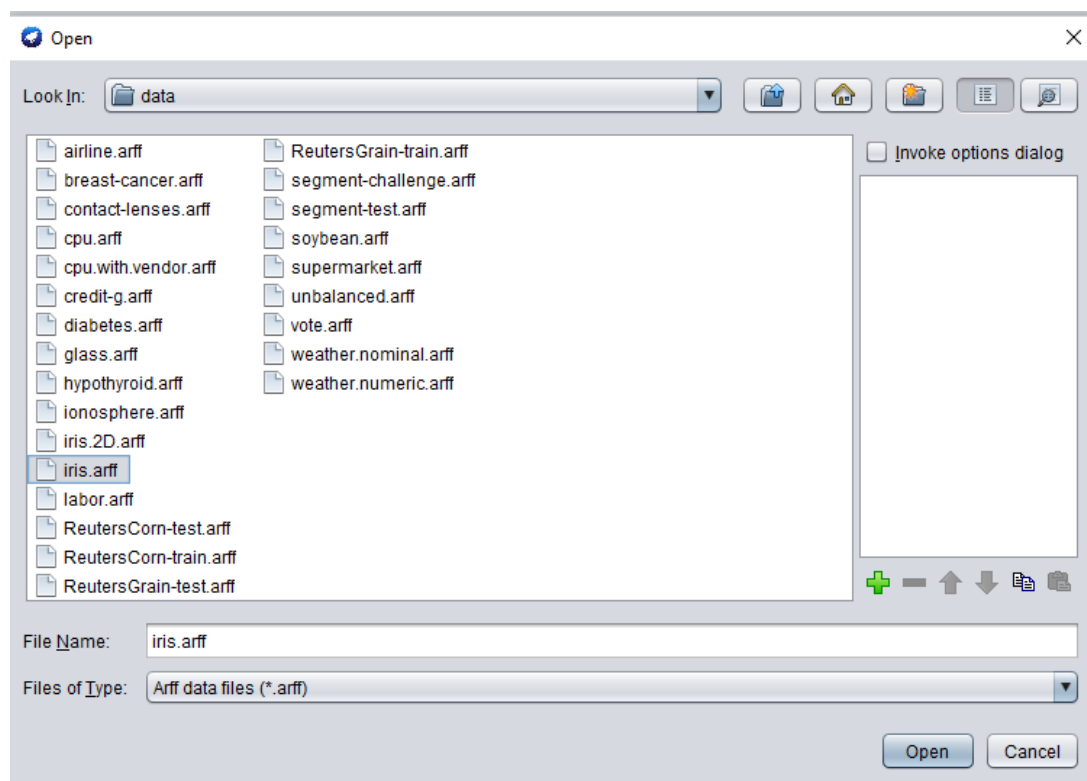 Open
Look In: data
airline.arff
breast-cancer.arff
contact-lenses.arff
cpu.arff
cpu.with.vendor.arff
credit-g.arff
diabetes.arff
glass.arff
hypothyroid.arff
ionosphere.arff
iris.2D.arff
iris.arff
labor.arff
ReutersCorn-test.arff
ReutersCorn-train.arff
ReutersGrain-test.arff
ReutersGrain-train.arff
segment-challenge.arff
segment-test.arff
soybean.arff
supermarket.arff
unbalanced.arff
vote.arff
weather.nominal.arff
weather.numeric.arff
Invoke options dialog
File Name: iris.arff
Files of Type: Arff data files (*.arff)
Open Cancel